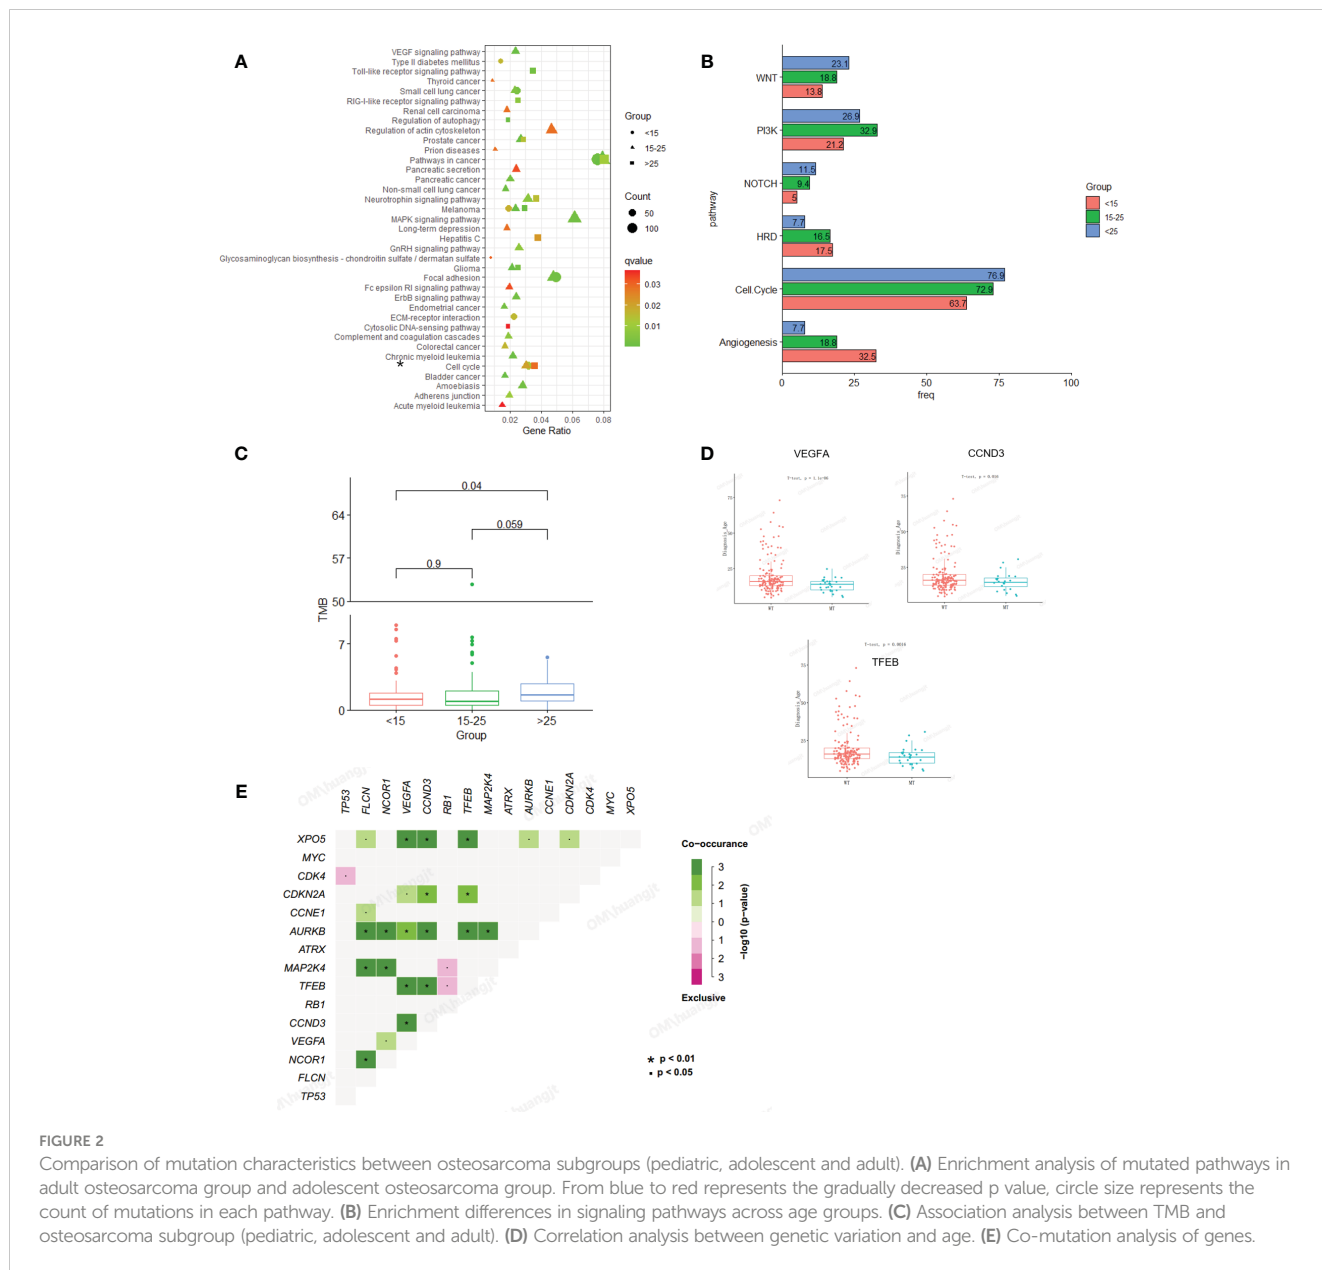 A
VEGF signaling pathway
Type II diabetes mellitus
Toll-like receptor signaling pathway
Thyroid cancer
Small cell lung cancer
RIG-I-like receptor signaling pathway
Renal cell carcinoma
Regulation of autophagy
Regulation of actin cytoskeleton
Prostate cancer
Prion diseases
Pathways in cancer
Pancreatic secretion
Pancreatic cancer
Non-small cell lung cancer
Neurotrophin signaling pathway
Melanoma
MAPK signaling pathway
Long-term depression
Hepatitis C
GnRH signaling pathway
Glycosaminoglycan biosynthesis - chondroitin sulfate / dermatan sulfate
Glioma
Focal adhesion
Fc epsilon RI signaling pathway
ErbB signaling pathway
Endometrial cancer
ECM-receptor interaction
Cytosolic DNA-sensing pathway
Complement and coagulation cascades
Colorectal cancer
Chronic myeloid leukemia
* Cell cycle
Bladder cancer
Amoebiasis
Adherens junction
Acute myeloid leukemia
0.02 0.04 0.06 0.08
Gene Ratio
Group
<15
15-25
>25
Count
50
100
qvalue
0.03
0.02
0.01
B
pathway
WNT
23.1
18.8
13.8
PI3K
26.9
32.9
21.2
NOTCH
11.5
9.4
5
HRD
7.7
16.5
17.5
Cell.Cycle
76.9
72.9
63.7
Angiogenesis
7.7
18.8
32.5
0 25 50 75 100
freq
Group
<15
15-25
<25
C
TMB
64
57
50
7
0
0.04
0.059
0.9
<15 15-25 >25
Group
D
VEGFA
Diagnosis_Age
WT MT
CCND3
Diagnosis_Age
WT MT
TFEB
Diagnosis_Age
WT MT
E
TP53 FLCN NCOR1 VEGFA CCND3 RB1 TFEB MAP2K4 ATRX AURKB CCNE1 CDKN2A CDK4 MYC XPO5
XPO5
MYC
CDK4
CDKN2A
CCNE1
AURKB
ATRX
MAP2K4
TFEB
RB1
CCND3
VEGFA
NCOR1
FLCN
TP53
Co-occurance
3
2
1
0
1
2
3
-log10 (p-value)
Exclusive
* p < 0.01
· p < 0.05
OM\huangjt
FIGURE 2
Comparison of mutation characteristics between osteosarcoma subgroups (pediatric, adolescent and adult). (A) Enrichment analysis of mutated pathways in
adult osteosarcoma group and adolescent osteosarcoma group. From blue to red represents the gradually decreased p value, circle size represents the
count of mutations in each pathway. (B) Enrichment differences in signaling pathways across age groups. (C) Association analysis between TMB and
osteosarcoma subgroup (pediatric, adolescent and adult). (D) Correlation analysis between genetic variation and age. (E) Co-mutation analysis of genes.